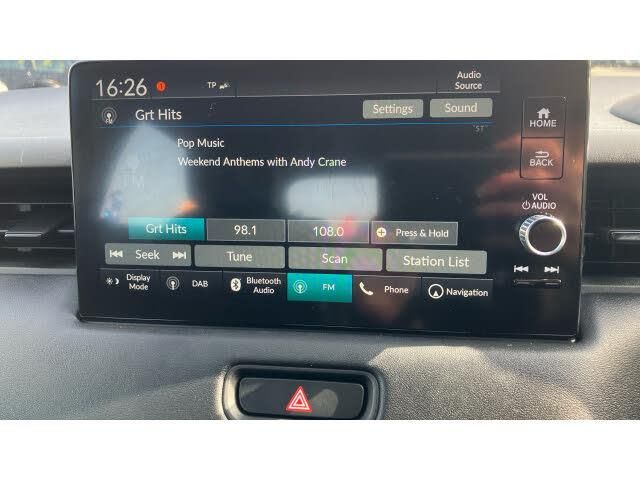 16:26 TP Audio Source
FM Grt Hits Settings Sound
"ST"
Pop Music
Weekend Anthems with Andy Crane
HOME
BACK
VOL
AUDIO
Grt Hits 98.1 108.0 Press & Hold
Seek Tune Scan Station List
Display Mode DAB Bluetooth Audio FM Phone Navigation